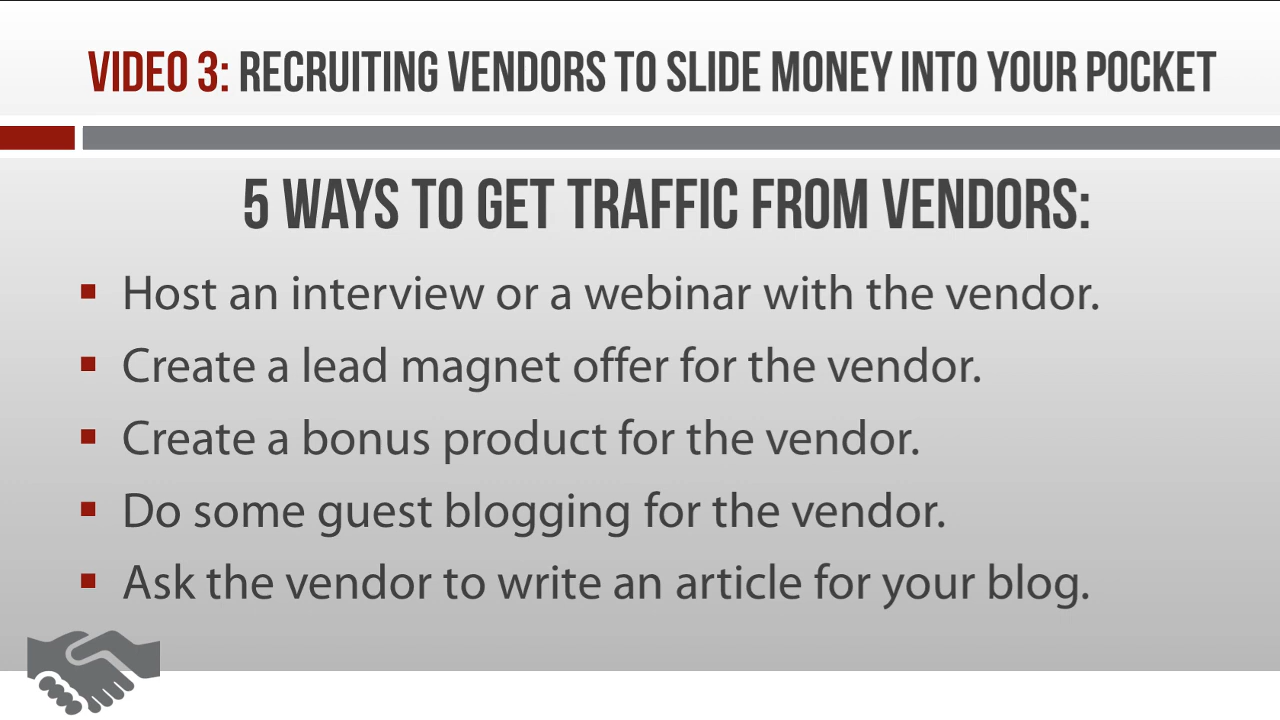 VIDEO 3: RECRUITING VENDORS TO SLIDE MONEY INTO YOUR POCKET
5 WAYS TO GET TRAFFIC FROM VENDORS:
Host an interview or a webinar with the vendor.
Create a lead magnet offer for the vendor.
Create a bonus product for the vendor.
Do some guest blogging for the vendor.
Ask the vendor to write an article for your blog.